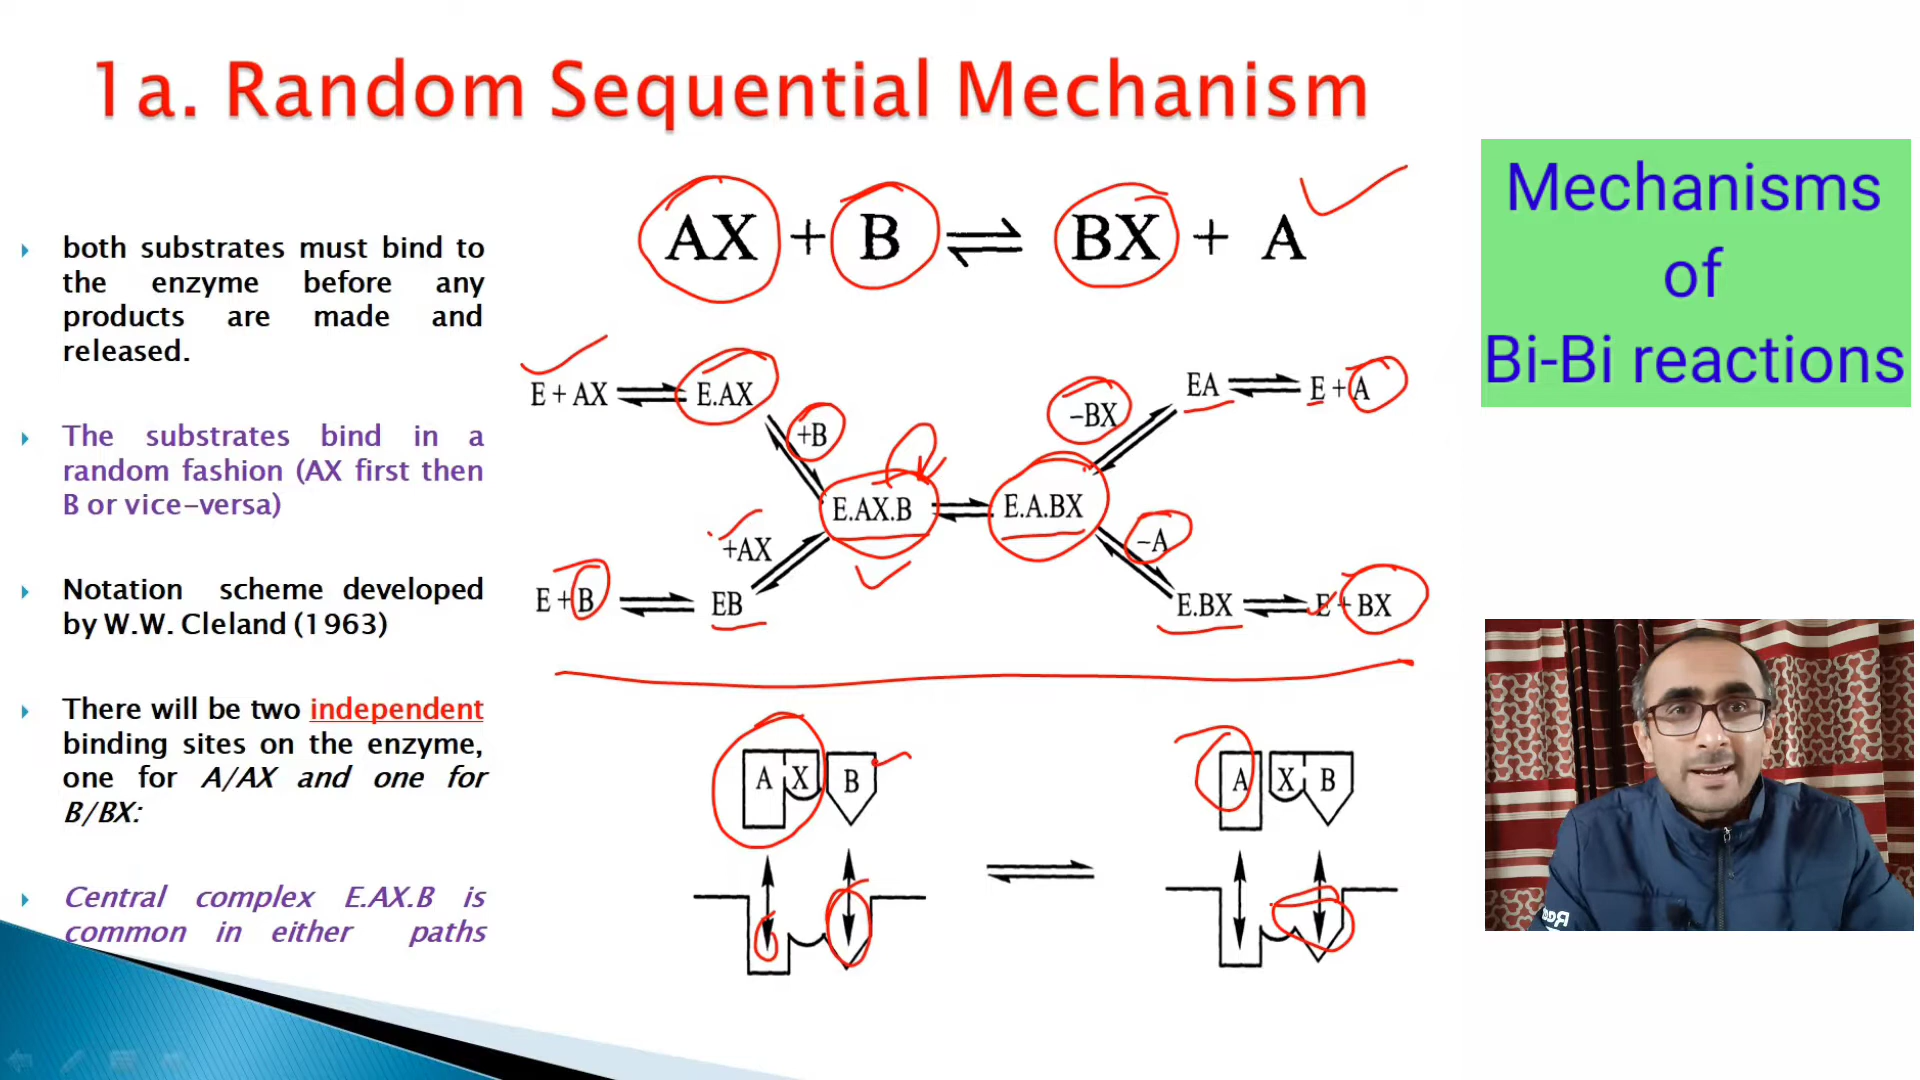 1a. Random Sequential Mechanism
both substrates must bind to
the enzyme before any
products are made and
released.
The substrates bind in a
random fashion (AX first then
B or vice-versa)
Notation scheme developed
by W.W. Cleland (1963)
There will be two independent
binding sites on the enzyme,
one for A/AX and one for
B/BX:
Central complex E.AX.B is
common in either paths
AX + B ⇌ BX + A
E + AX ⇌ E.AX
+B
E.AX.B ⇌ E.A.BX
+AX
E + B ⇌ EB
−BX
EA ⇌ E + A
−A
E.BX ⇌ E + BX
A X B
A X B
Mechanisms
of
Bi-Bi reactions